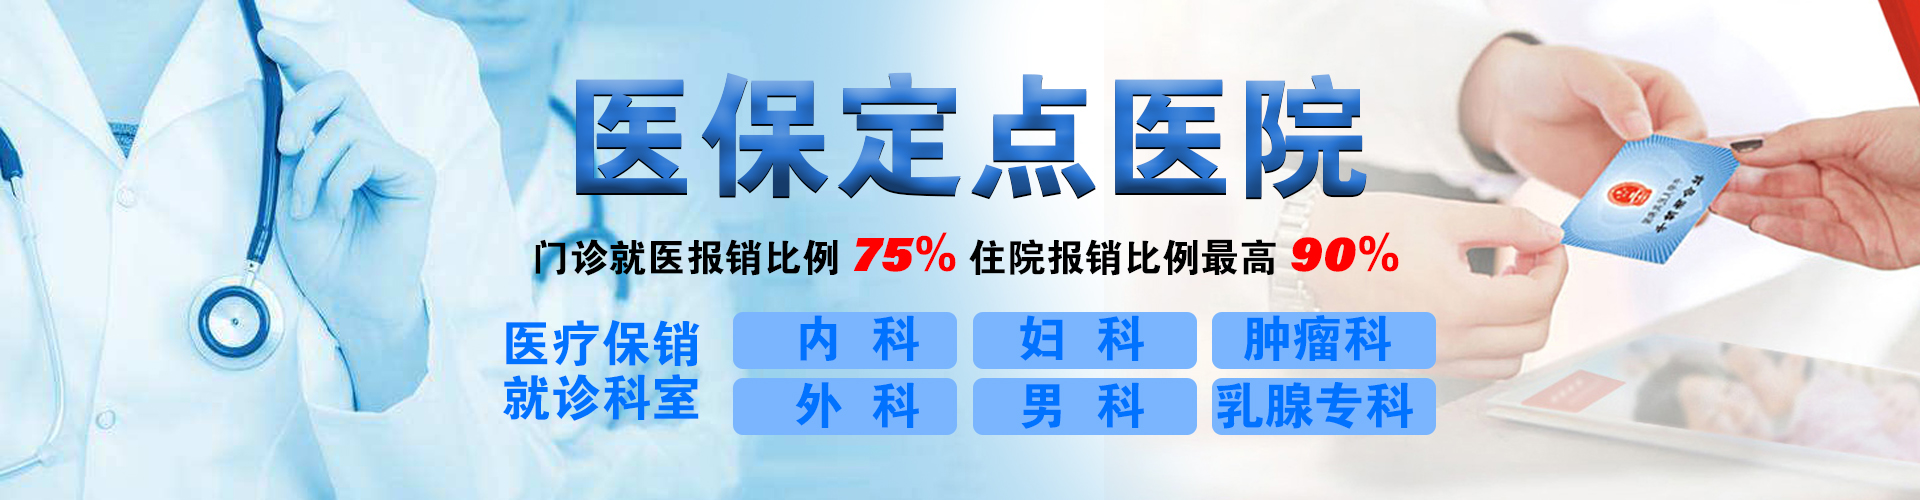 医保定点医院
门诊就医报销比例 75% 住院报销比例最高 90%
医疗保销
就诊科室
内 科
妇 科
肿瘤科
外 科
男 科
乳腺专科